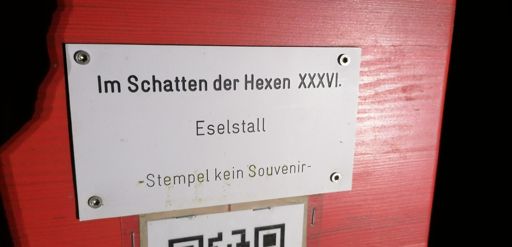 Im Schatten der Hexen XXXVI.
Eselstall
-Stempel kein Souvenir-